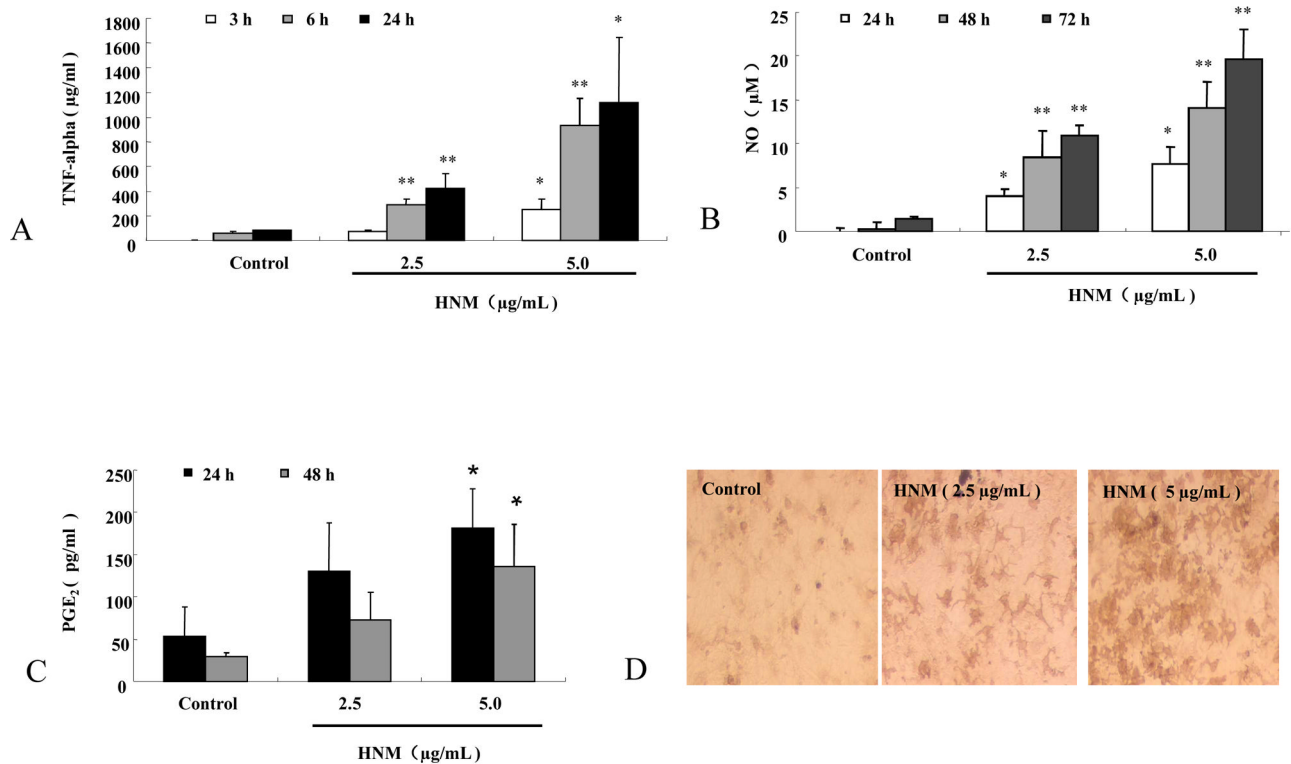 A
TNF-alpha ( μg/ml )
3 h 6 h 24 h
1800
1600
1400
1200
1000
800
600
400
200
0
*
**
** **
*
Control 2.5 5.0
HNM ( μg/mL )
B
NO ( μM )
24 h 48 h 72 h
25
20
15
10
5
0
**
**
** **
*
*
Control 2.5 5.0
HNM ( μg/mL )
C
PGE2 ( pg/ml )
24 h 48 h
250
200
150
100
50
0
*
*
Control 2.5 5.0
HNM ( μg/mL )
D
Control HNM ( 2.5 μg/mL ) HNM ( 5 μg/mL )